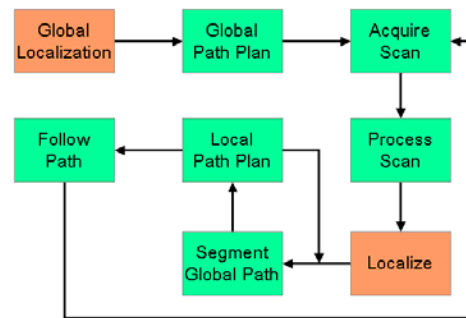 Global
Localization
Global
Path Plan
Acquire
Scan
Follow
Path
Local
Path Plan
Process
Scan
Segment
Global Path
Localize